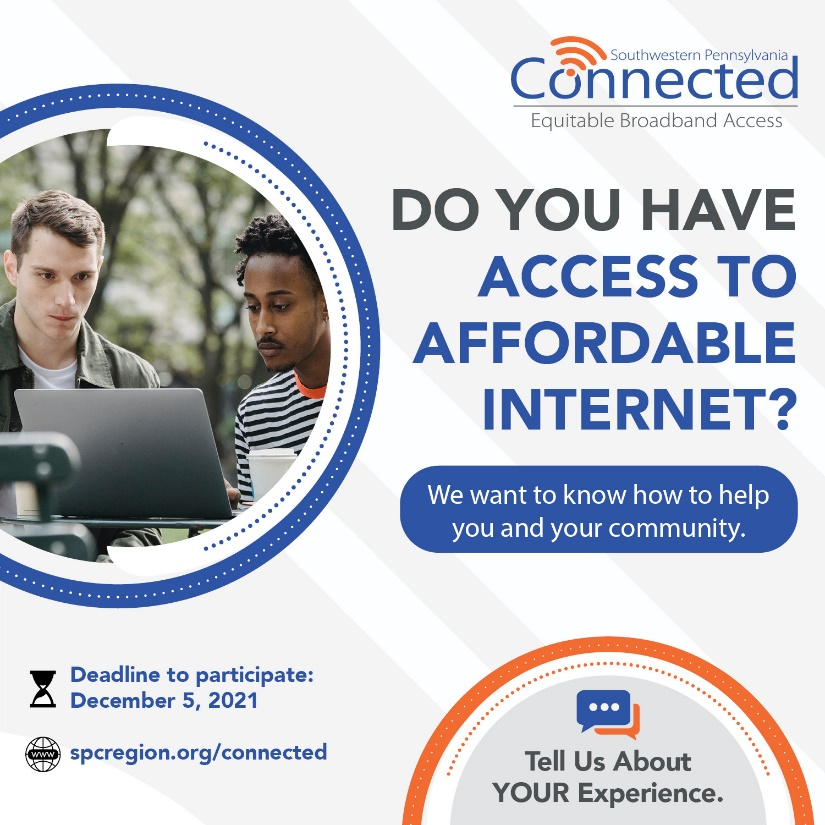 Southwestern Pennsylvania
Connected
Equitable Broadband Access
DO YOU HAVE
ACCESS TO
AFFORDABLE
INTERNET?
We want to know how to help
you and your community.
Deadline to participate:
December 5, 2021
www
spcregion.org/connected
Tell Us About
YOUR Experience.